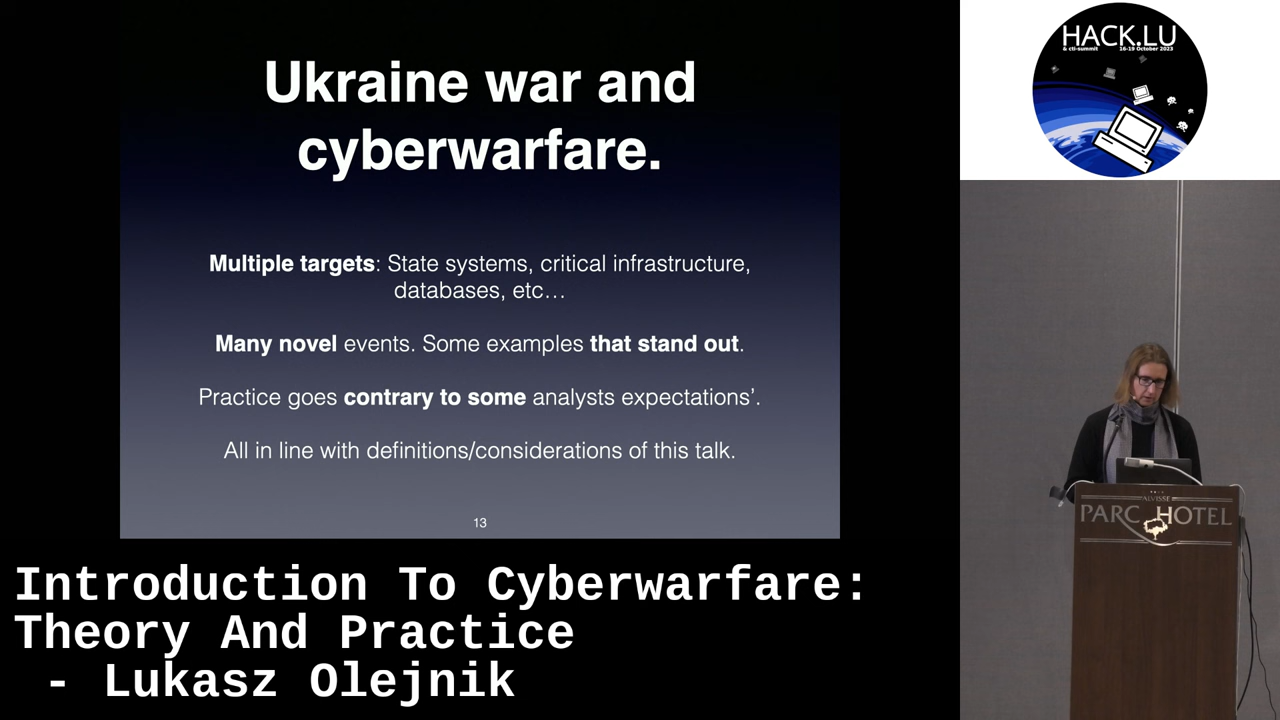 Ukraine war and
cyberwarfare.
Multiple targets: State systems, critical infrastructure,
databases, etc…
Many novel events. Some examples that stand out.
Practice goes contrary to some analysts expectations’.
All in line with definitions/considerations of this talk.
13
Introduction To Cyberwarfare:
Theory And Practice
- Lukasz Olejnik
HACK.LU
& cti-summit 16-19 October 2023
ALVISSE
PARC HOTEL